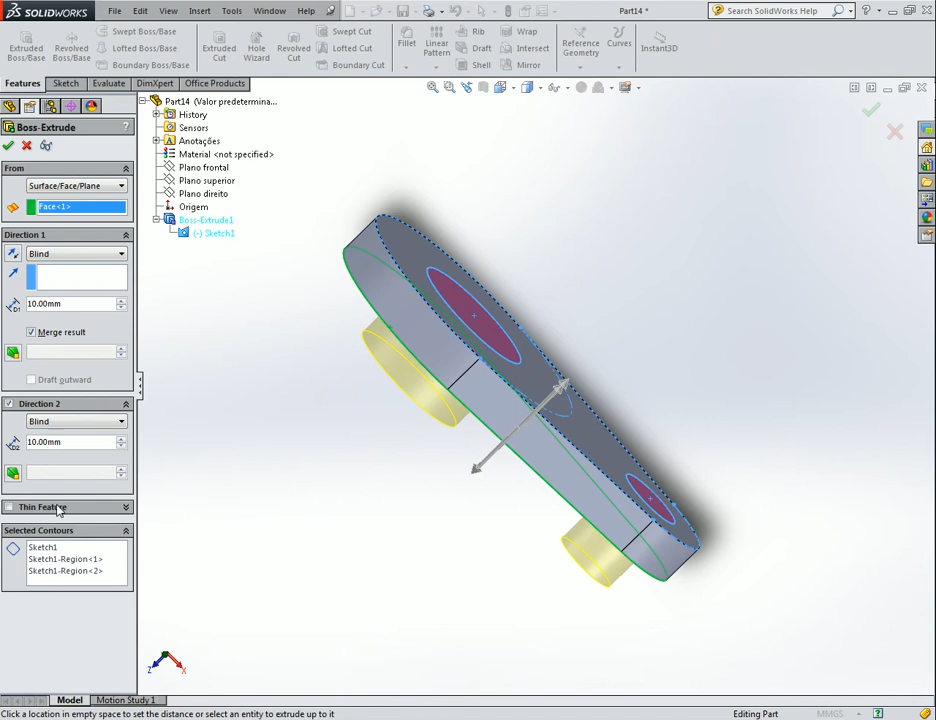 SOLIDWORKS File Edit View Insert Tools Window Help Part14 * Search SolidWorks Help
Extruded Boss/Base
Revolved Boss/Base
Swept Boss/Base
Lofted Boss/Base
Boundary Boss/Base
Extruded Cut
Hole Wizard
Revolved Cut
Swept Cut
Lofted Cut
Boundary Cut
Fillet
Linear Pattern
Rib
Draft
Shell
Wrap
Intersect
Mirror
Reference Geometry
Curves
Instant3D
Features Sketch Evaluate DimXpert Office Products
Boss-Extrude ?
From
Surface/Face/Plane
Face<1>
Direction 1
Blind
D1 10.00mm
Merge result
Draft outward
Direction 2
Blind
D2 10.00mm
Thin Feature
Selected Contours
Sketch1
Sketch1-Region<1>
Sketch1-Region<2>
Part14 (Valor predetermina...
History
Sensors
Anotações
Material <not specified>
Plano frontal
Plano superior
Plano direito
Origem
Boss-Extrude1
(-) Sketch1
Z X
Model Motion Study 1
Click a location in empty space to set the distance or select an entity to extrude up to it Editing Part MMGS ?